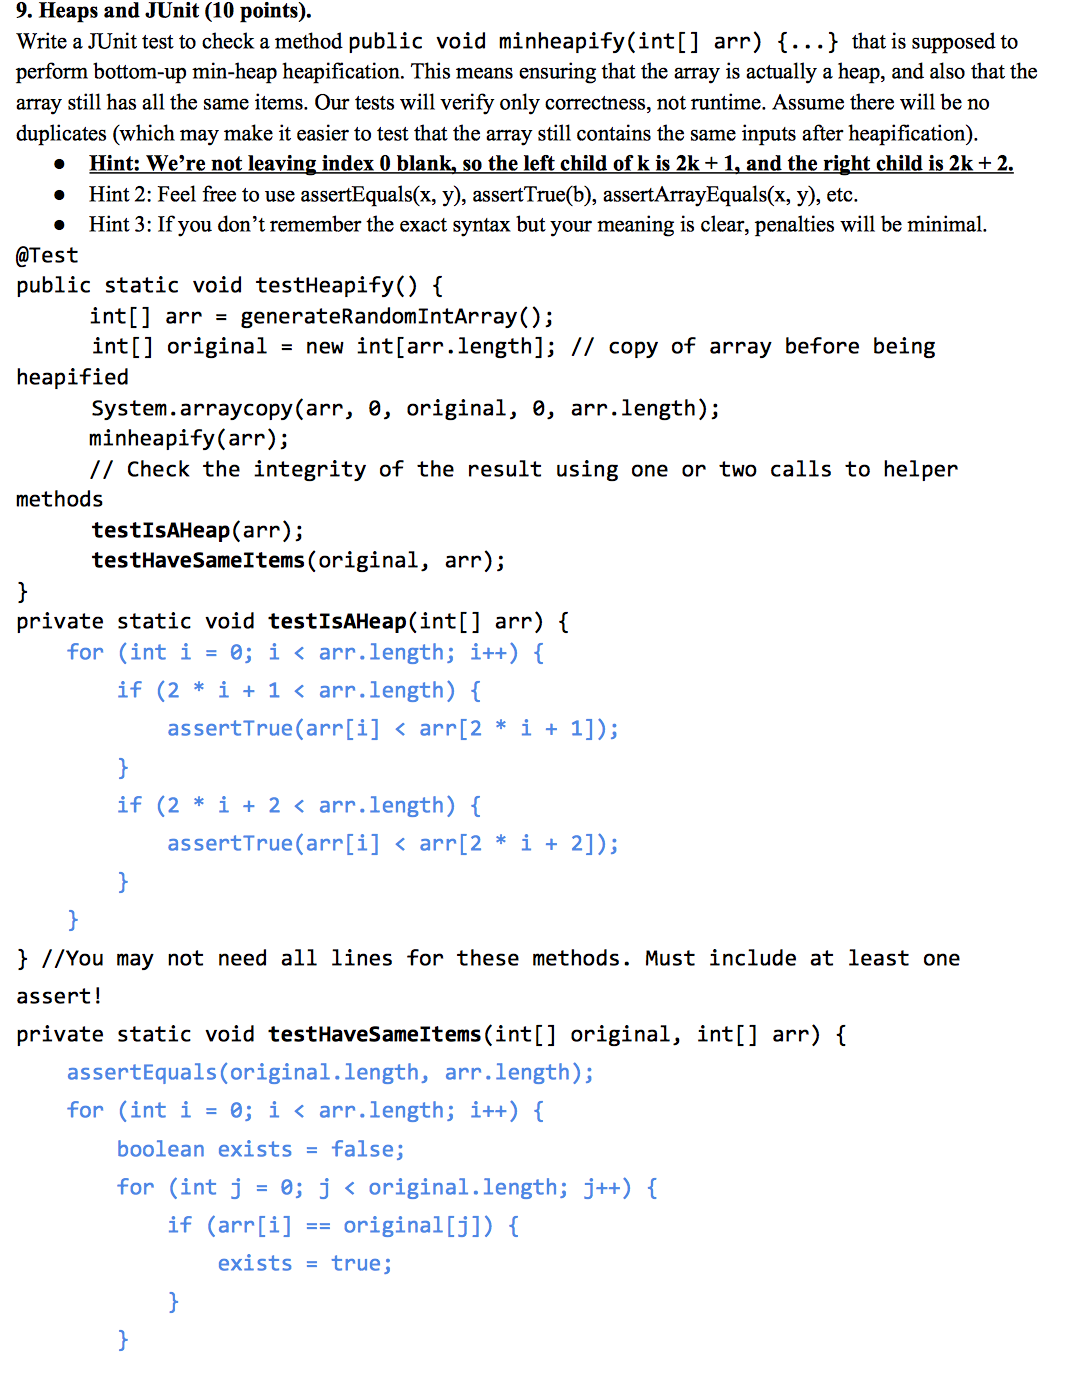 9. Heaps and JUnit (10 points).
Write a JUnit test to check a method public void minheapify(int[] arr) {...} that is supposed to
perform bottom-up min-heap heapification. This means ensuring that the array is actually a heap, and also that the
array still has all the same items. Our tests will verify only correctness, not runtime. Assume there will be no
duplicates (which may make it easier to test that the array still contains the same inputs after heapification).
● Hint: We’re not leaving index 0 blank, so the left child of k is 2k + 1, and the right child is 2k + 2.
● Hint 2: Feel free to use assertEquals(x, y), assertTrue(b), assertArrayEquals(x, y), etc.
● Hint 3: If you don’t remember the exact syntax but your meaning is clear, penalties will be minimal.
@Test
public static void testHeapify() {
int[] arr = generateRandomIntArray();
int[] original = new int[arr.length]; // copy of array before being
heapified
System.arraycopy(arr, 0, original, 0, arr.length);
minheapify(arr);
// Check the integrity of the result using one or two calls to helper
methods
testIsAHeap(arr);
testHaveSameItems(original, arr);
}
private static void testIsAHeap(int[] arr) {
for (int i = 0; i < arr.length; i++) {
if (2 * i + 1 < arr.length) {
assertTrue(arr[i] < arr[2 * i + 1]);
}
if (2 * i + 2 < arr.length) {
assertTrue(arr[i] < arr[2 * i + 2]);
}
}
} //You may not need all lines for these methods. Must include at least one
assert!
private static void testHaveSameItems(int[] original, int[] arr) {
assertEquals(original.length, arr.length);
for (int i = 0; i < arr.length; i++) {
boolean exists = false;
for (int j = 0; j < original.length; j++) {
if (arr[i] == original[j]) {
exists = true;
}
}